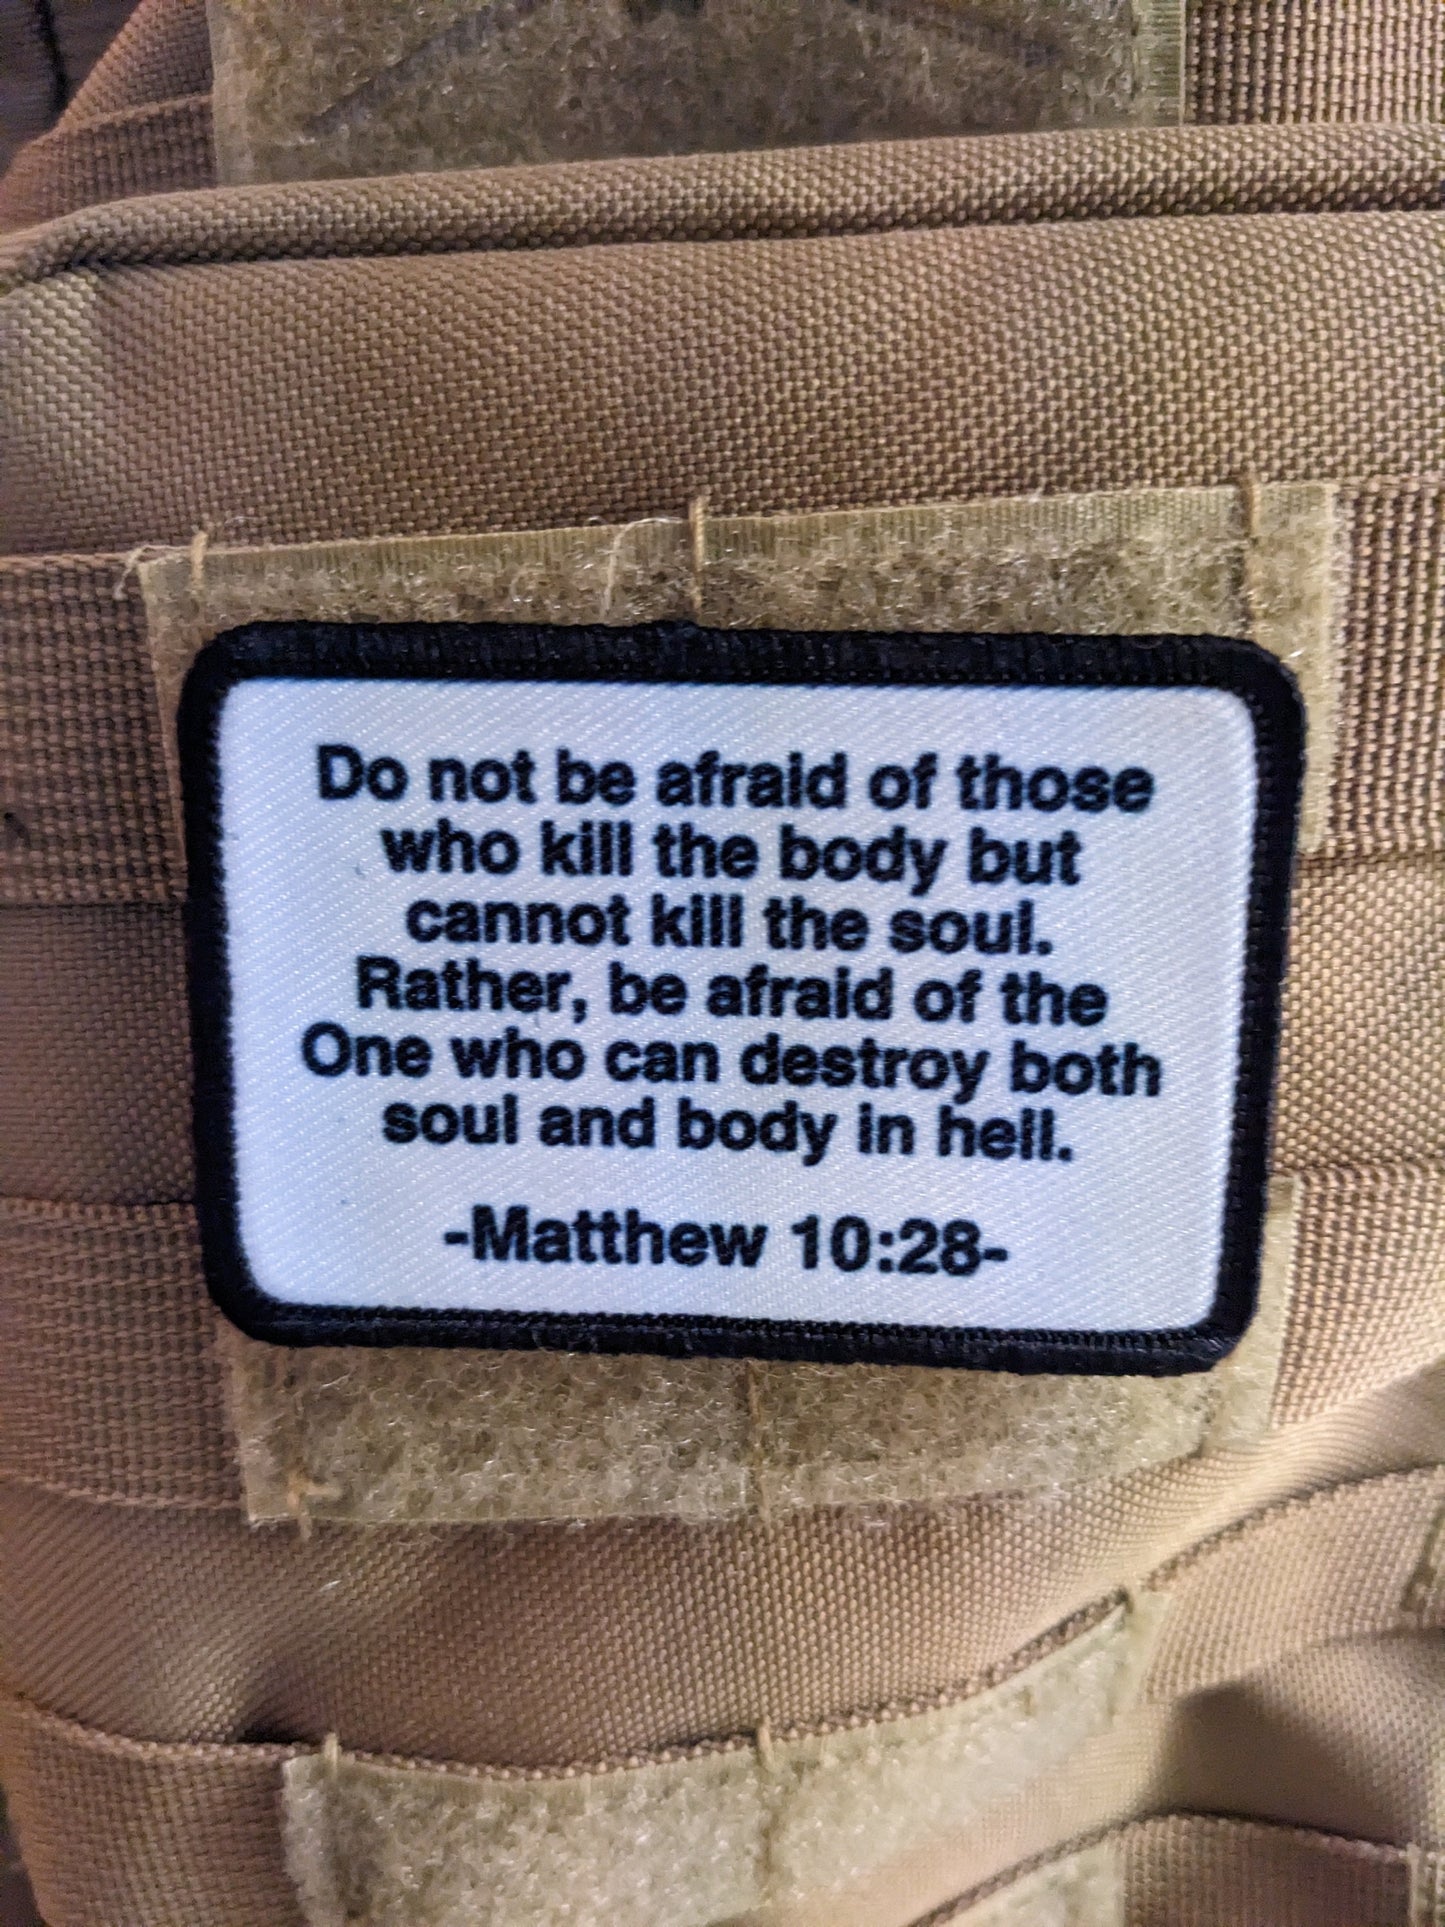 Do not be afraid of those
who kill the body but
cannot kill the soul.
Rather, be afraid of the
One who can destroy both
soul and body in hell.
-Matthew 10:28-